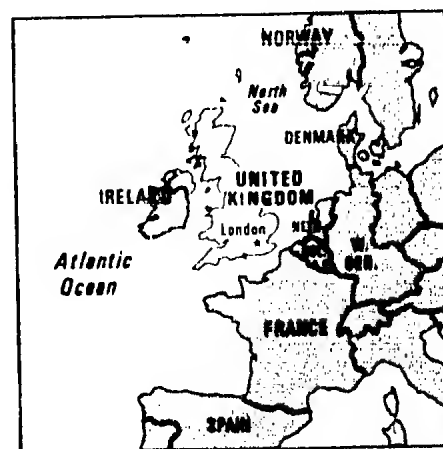 NORWAY
North
Sea
DENMARK
UNITED
KINGDOM
IRELAND
London
W.
GER.
Atlantic
Ocean
FRANCE
SPAIN